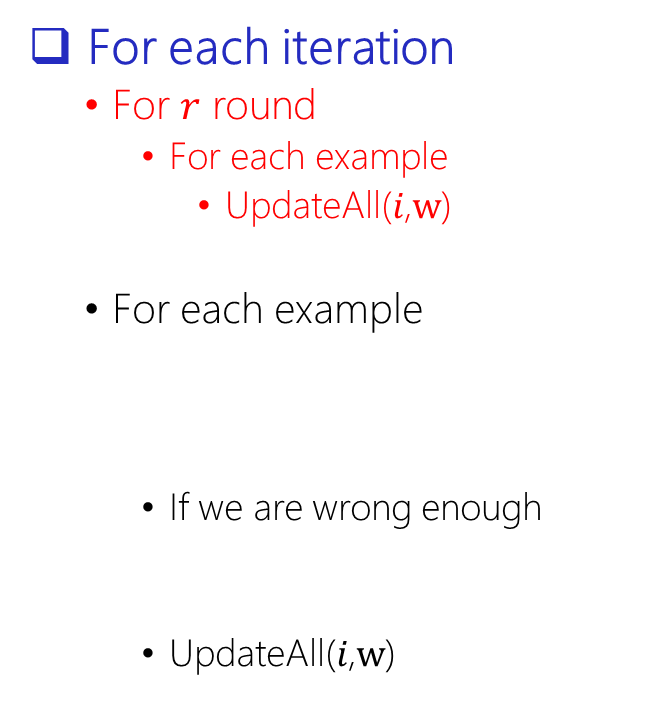 ❑ For each iteration
• For r round
• For each example
• UpdateAll(i,w)
• For each example
• If we are wrong enough
• UpdateAll(i,w)